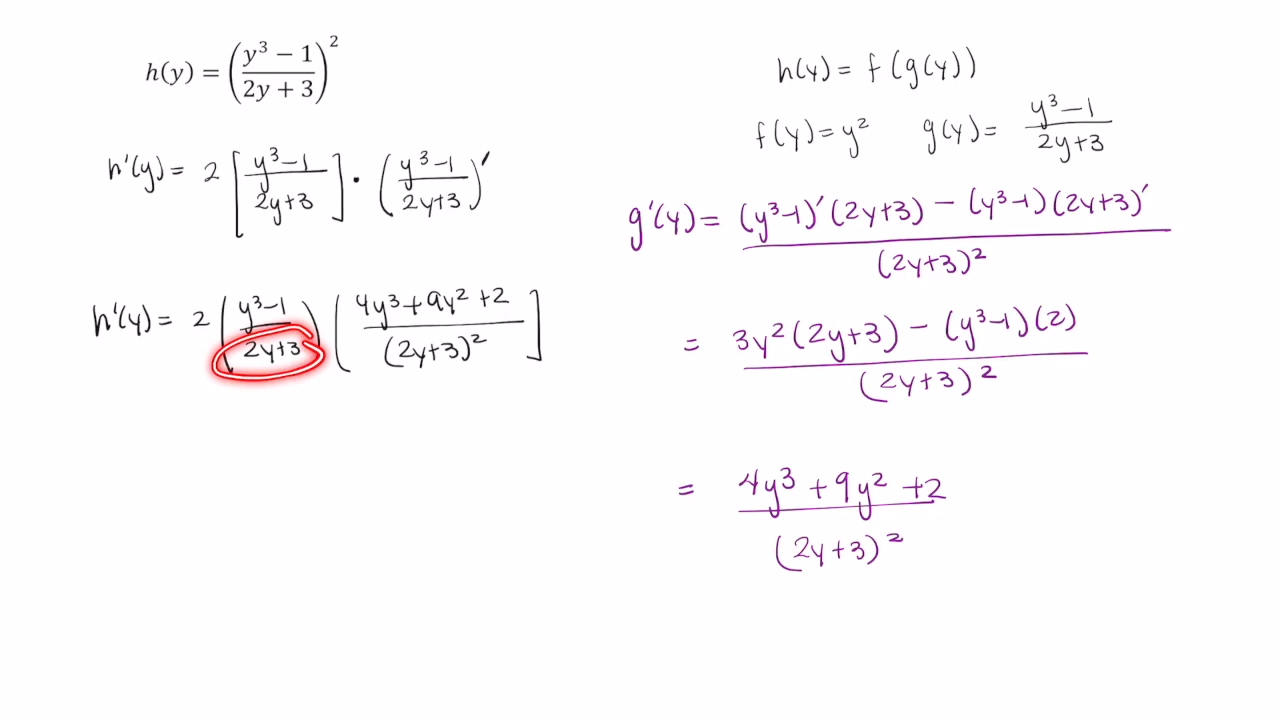 h(y) = ((y³ − 1)/(2y + 3))²
h'(y) = 2 [(y³−1)/(2y+3)] · ((y³−1)/(2y+3))'
h'(y) = 2 ((y³−1)/(2y+3)) ((4y³+9y²+2)/(2y+3)²]
h(y) = f(g(y))
f(y) = y² g(y) = (y³−1)/(2y+3)
g'(y) = ((y³−1)'(2y+3) − (y³−1)(2y+3)')/(2y+3)²
= (3y²(2y+3) − (y³−1)(2))/(2y+3)²
= (4y³+9y²+2)/(2y+3)²